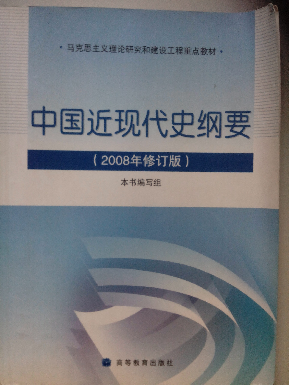 ·马克思主义理论研究和建设工程重点教材·
中国近现代史纲要
(2008年修订版)
本书编写组
高等教育出版社